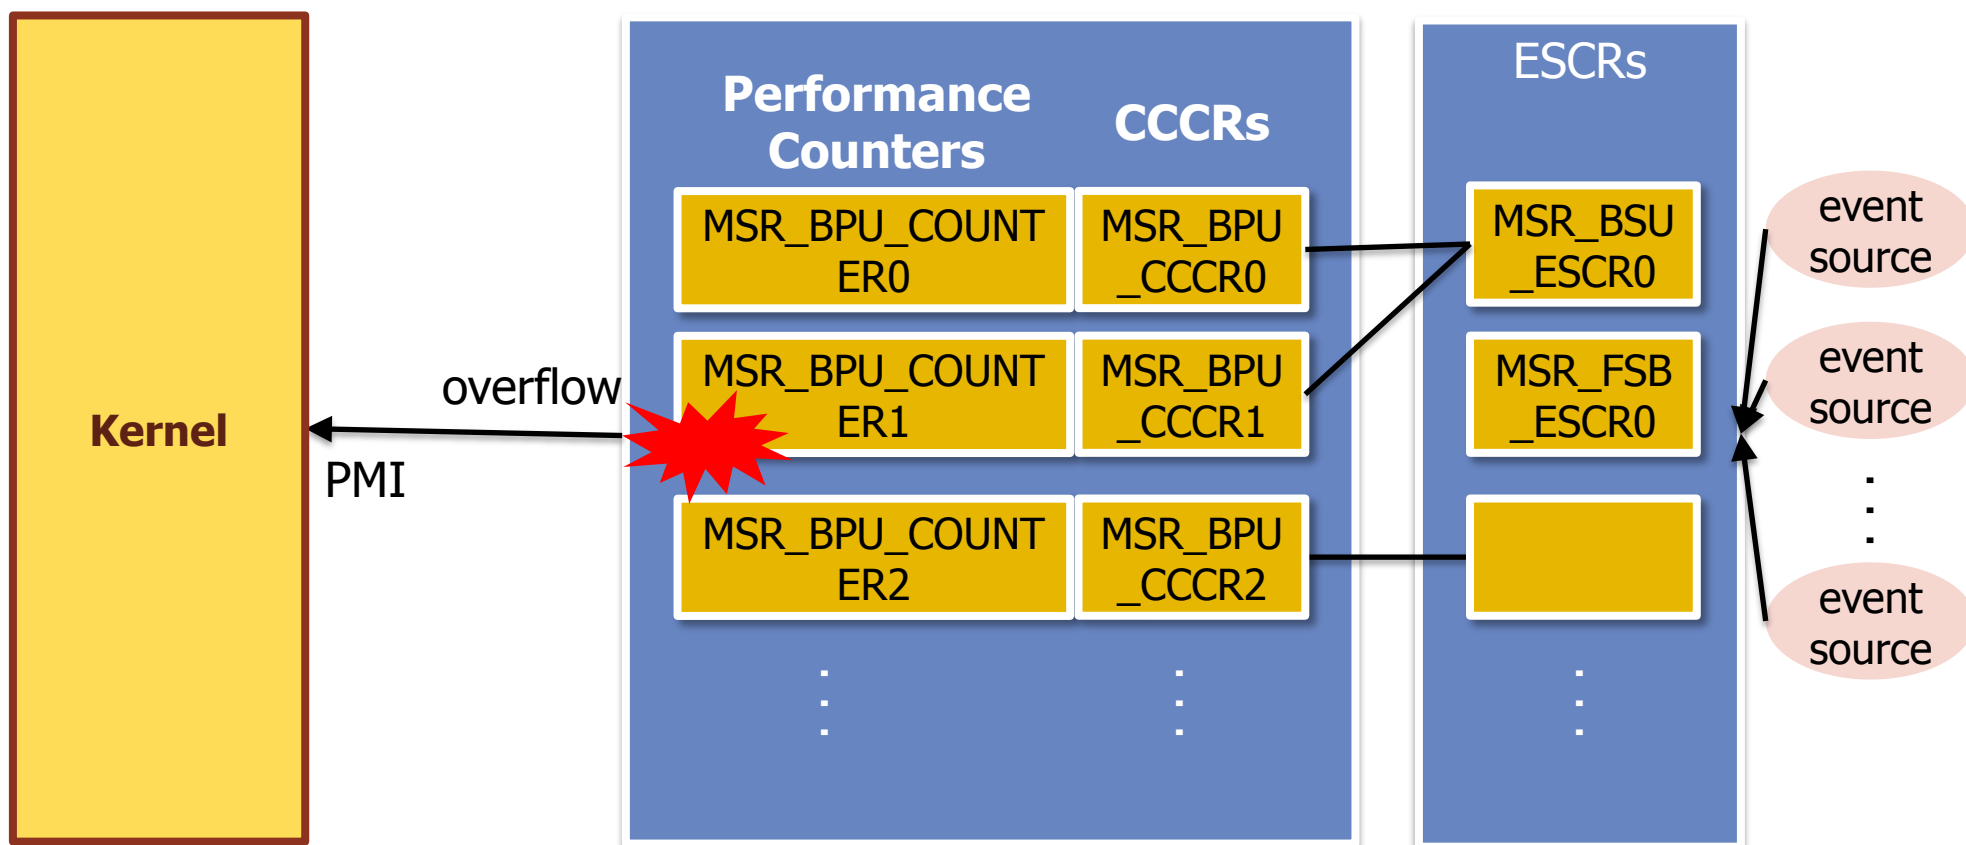 Kernel
overflow
PMI
Performance
Counters
CCCRs
MSR_BPU_COUNT
ER0
MSR_BPU
_CCCR0
MSR_BPU_COUNT
ER1
MSR_BPU
_CCCR1
MSR_BPU_COUNT
ER2
MSR_BPU
_CCCR2
ESCRs
MSR_BSU
_ESCR0
MSR_FSB
_ESCR0
event
source
event
source
event
source